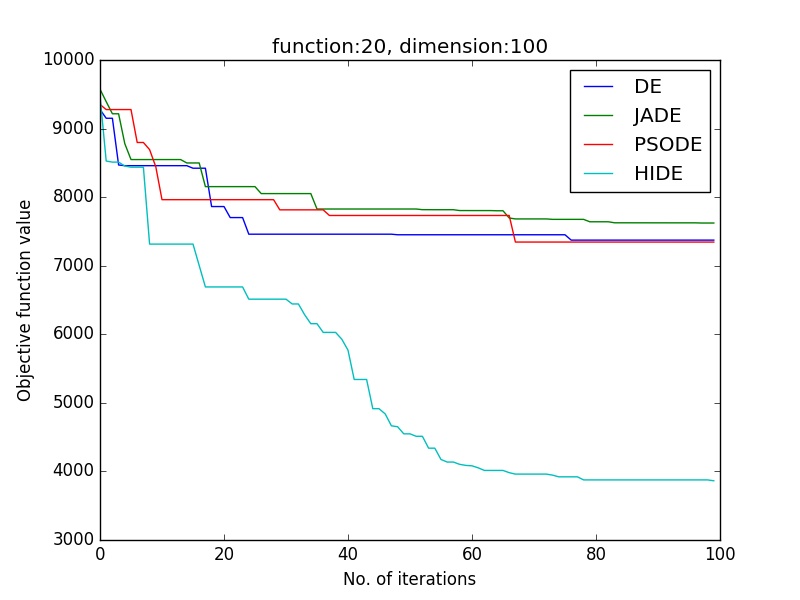 function:20, dimension:100
10000
9000
8000
7000
6000
5000
4000
3000
Objective function value
DE
JADE
PSODE
HIDE
0 20 40 60 80 100
No. of iterations